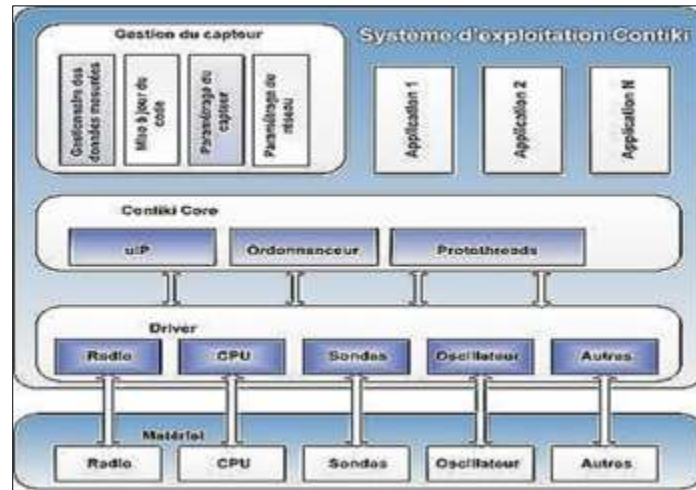 Gestion du capteur
Système d'exploitation Contiki
Gestionnaire des
données mesurées
Mise à jour du
code
Paramétrage du
capteur
Paramétrage du
réseau
Application 1
Application 2
Application N
Contiki Core
uIP
Ordonnanceur
Protothreads
Driver
Radio
CPU
Sondes
Oscillateur
Autres
Matériel
Radio
CPU
Sondes
Oscillateur
Autres